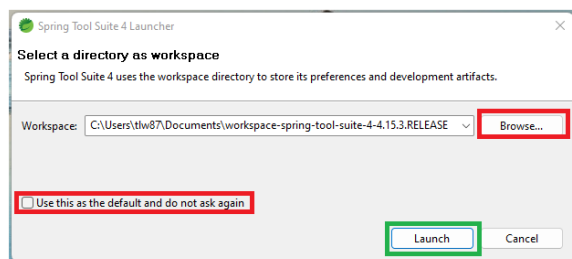 Spring Tool Suite 4 Launcher
Select a directory as workspace
Spring Tool Suite 4 uses the workspace directory to store its preferences and development artifacts.
Workspace: C:\Users\tlw87\Documents\workspace-spring-tool-suite-4-4.15.3.RELEASE Browse...
Use this as the default and do not ask again
Launch Cancel